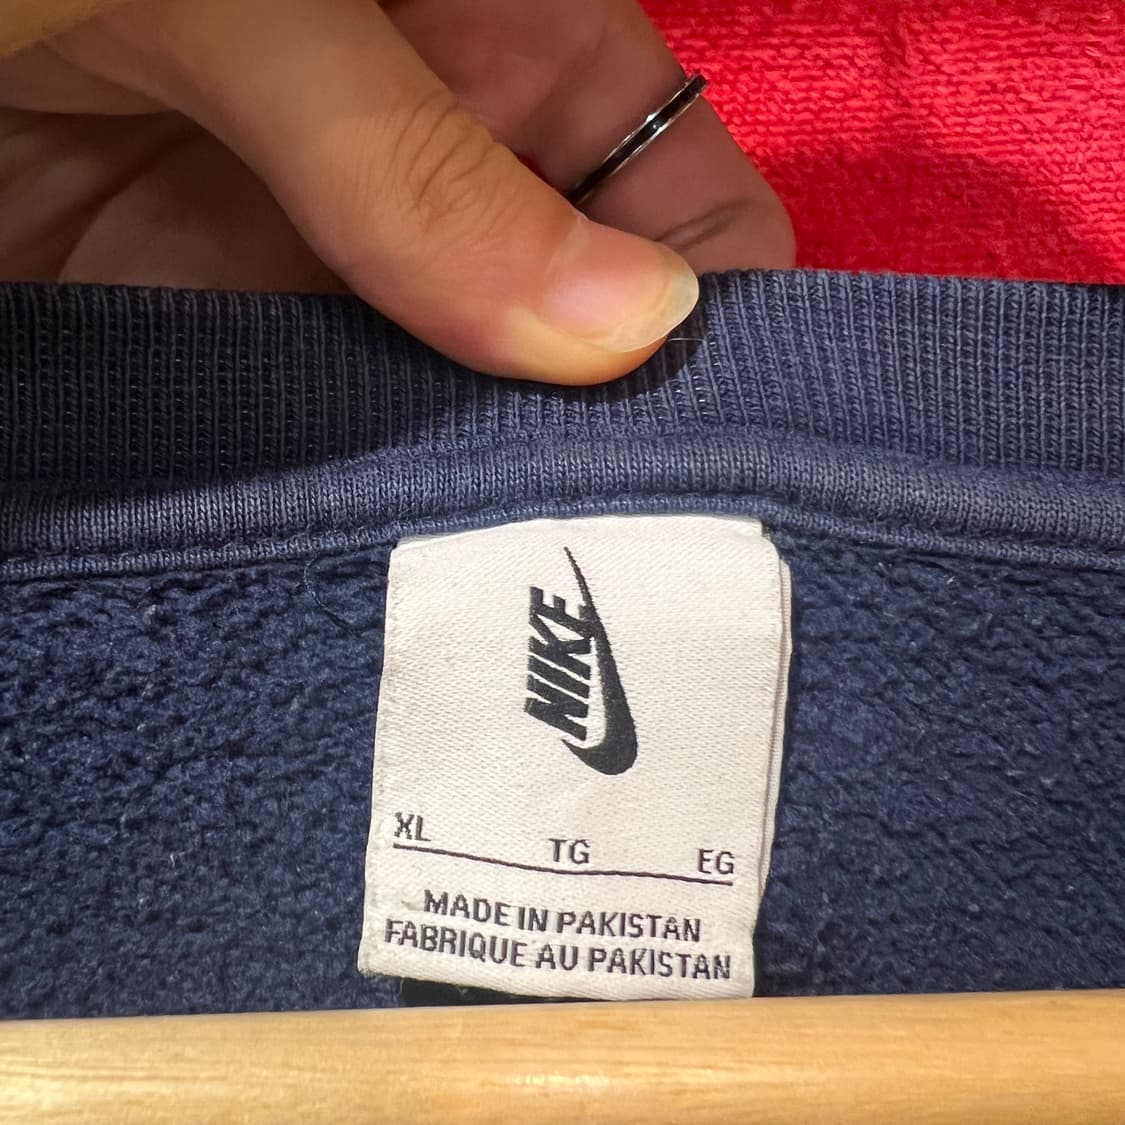 NIKE
XL TG EG
MADE IN PAKISTAN
FABRIQUE AU PAKISTAN